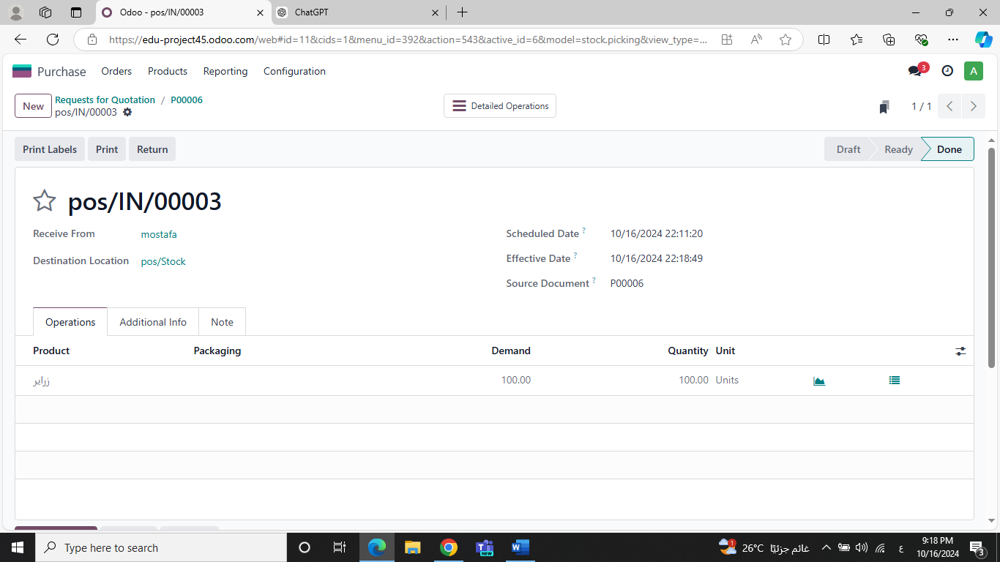 Odoo - pos/IN/00003
ChatGPT
https://edu-project45.odoo.com/web#id=11&cids=1&menu_id=392&action=543&active_id=6&model=stock.picking&view_type=...
Purchase Orders Products Reporting Configuration
3
A
New
Requests for Quotation / P00006
pos/IN/00003
Detailed Operations
1 / 1
Print Labels Print Return
Draft Ready Done
pos/IN/00003
Receive From mostafa
Scheduled Date ? 10/16/2024 22:11:20
Destination Location pos/Stock
Effective Date ? 10/16/2024 22:18:49
Source Document ? P00006
Operations Additional Info Note
Product Packaging Demand Quantity Unit
زراير 100.00 100.00 Units
Type here to search
1
26°C غائم جزئيًا
ع
9:18 PM
10/16/2024
3
NEW